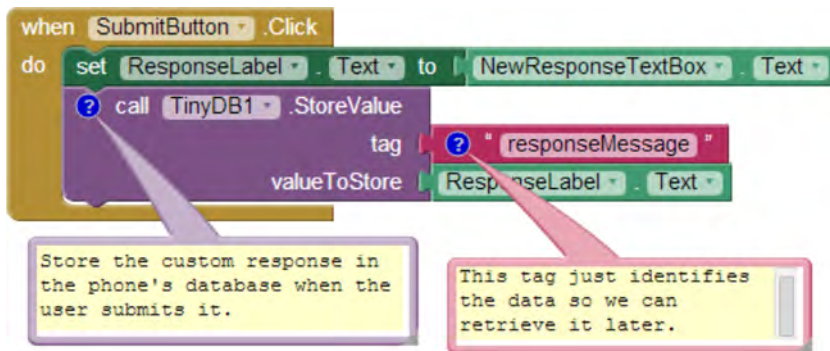 when SubmitButton .Click
do set ResponseLabel . Text to NewResponseTextBox . Text
? call TinyDB1 .StoreValue
tag ? " responseMessage "
valueToStore ResponseLabel . Text
Store the custom response in
the phone's database when the
user submits it.
This tag just identifies
the data so we can
retrieve it later.